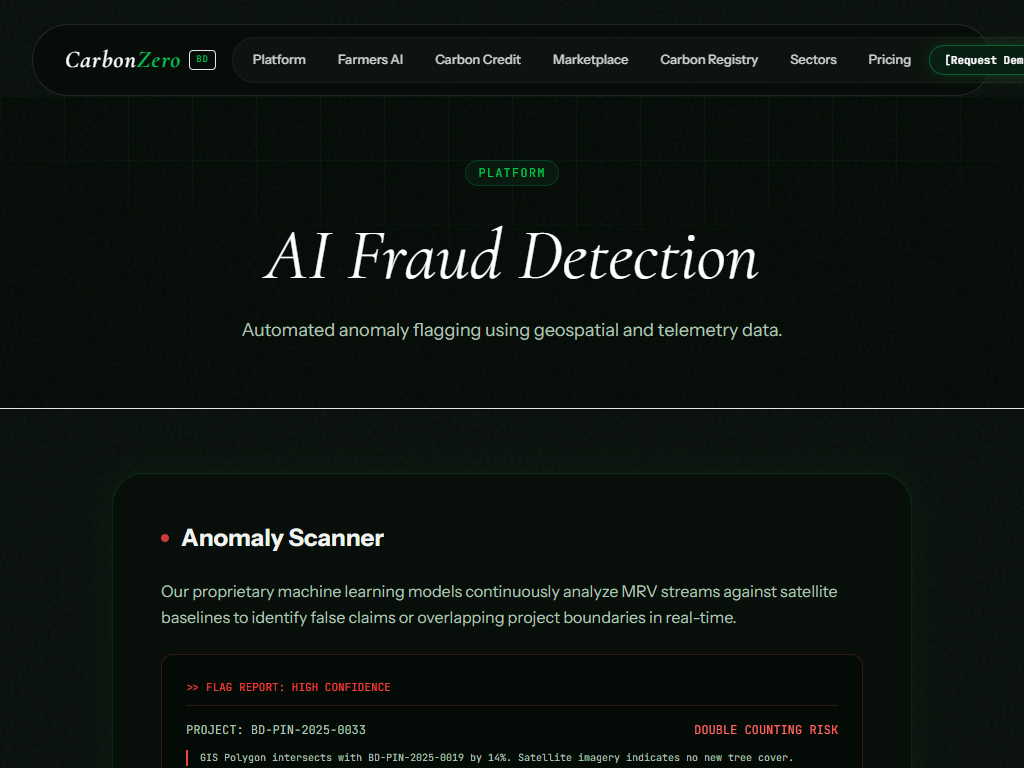 CarbonZero BD Platform Farmers AI Carbon Credit Marketplace Carbon Registry Sectors Pricing [Request Dem
PLATFORM
AI Fraud Detection
Automated anomaly flagging using geospatial and telemetry data.
Anomaly Scanner
Our proprietary machine learning models continuously analyze MRV streams against satellite
baselines to identify false claims or overlapping project boundaries in real-time.
>> FLAG REPORT: HIGH CONFIDENCE
PROJECT: BD-PIN-2025-0033 DOUBLE COUNTING RISK
GIS Polygon intersects with BD-PIN-2025-0019 by 14%. Satellite imagery indicates no new tree cover.